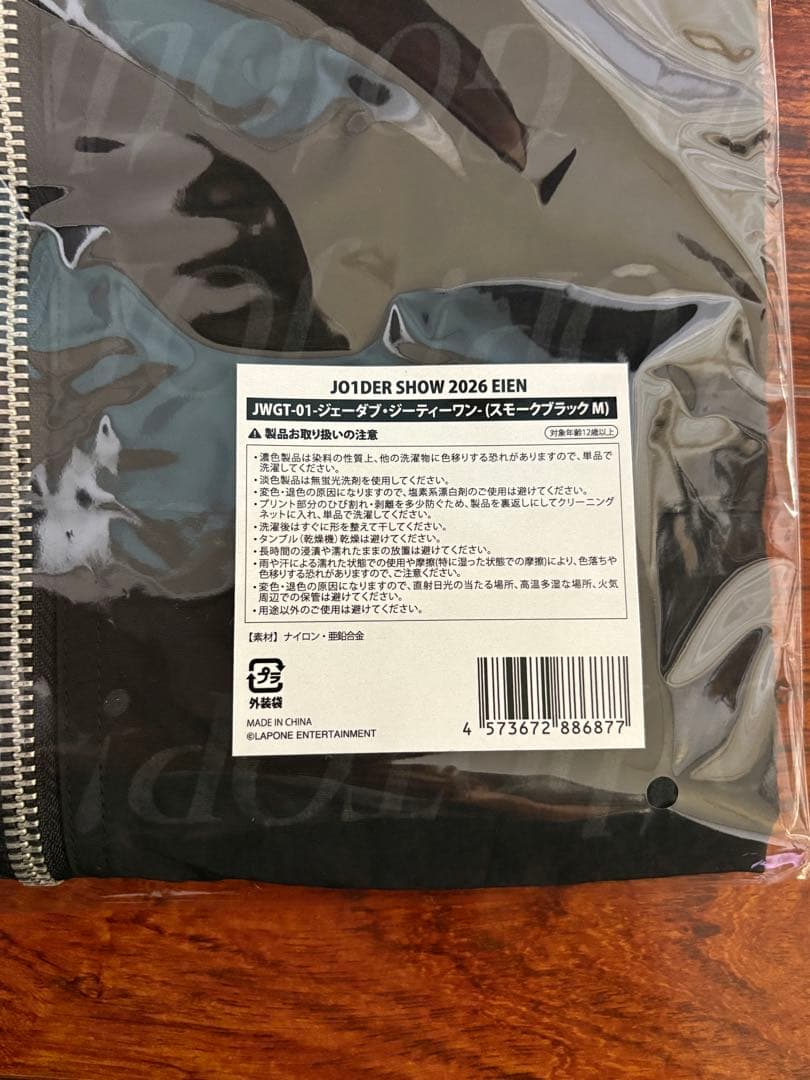 JO1DER SHOW 2026 EIEN
JWGT-01-ジェーダブ・ジーティーワン- (スモークブラック M)
製品お取り扱いの注意
対象年齢12歳以上
・濃色製品は染料の性質上、他の洗濯物に色移りする恐れがありますので、単品で
洗濯してください。
・淡色製品は無蛍光洗剤を使用してください。
・変色・退色の原因になりますので、塩素系漂白剤のご使用は避けてください。
・プリント部分のひび割れ・剥離を多少防ぐため、製品を裏返しにしてクリーニング
ネットに入れ、単品で洗濯してください。
・洗濯後はすぐに形を整えて干してください。
・タンブル（乾燥機）乾燥は避けてください。
・長時間の浸漬や濡れたままの放置は避けてください。
・雨や汗による濡れた状態での使用や摩擦(特に湿った状態での摩擦)により、色落ちや
色移りする恐れがありますので、ご注意ください。
・変色・退色の原因になりますので、直射日光の当たる場所、高温多湿な場所、火気
周辺での保管は避けてください。
・用途以外のご使用は避けてください。
【素材】ナイロン・亜鉛合金
プラ
外装袋
MADE IN CHINA
©LAPONE ENTERTAINMENT
4 573672 886877